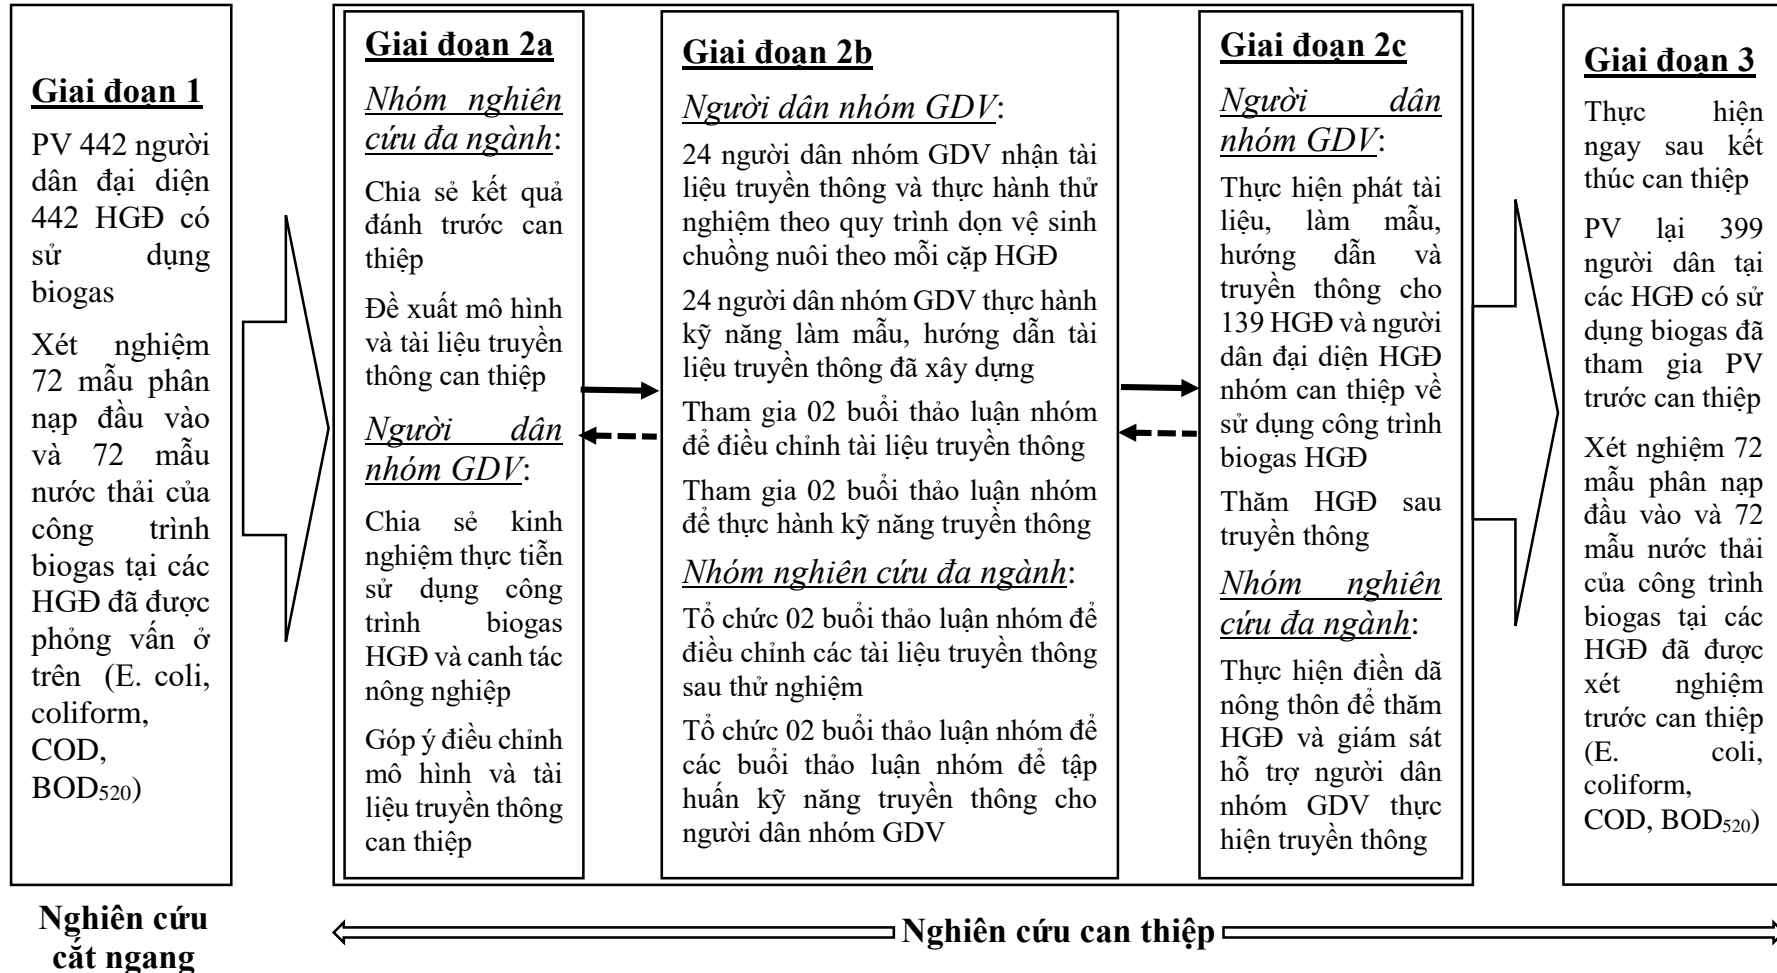 Giai đoạn 1
PV 442 người
dân đại diện
442 HGĐ có
sử dụng
biogas
Xét nghiệm
72 mẫu phân
nạp đầu vào
và 72 mẫu
nước thải của
công trình
biogas tại các
HGĐ đã được
phỏng vấn ở
trên (E. coli,
coliform,
COD,
BOD₅₂₀)
Giai đoạn 2a
Nhóm nghiên
cứu đa ngành:
Chia sẻ kết quả
đánh trước can
thiệp
Đề xuất mô hình
và tài liệu truyền
thông can thiệp
Người dân
nhóm GDV:
Chia sẻ kinh
nghiệm thực tiễn
sử dụng công
trình biogas
HGĐ và canh tác
nông nghiệp
Góp ý điều chỉnh
mô hình và tài
liệu truyền thông
can thiệp
Giai đoạn 2b
Người dân nhóm GDV:
24 người dân nhóm GDV nhận tài
liệu truyền thông và thực hành thử
nghiệm theo quy trình dọn vệ sinh
chuồng nuôi theo mỗi cặp HGĐ
24 người dân nhóm GDV thực hành
kỹ năng làm mẫu, hướng dẫn tài
liệu truyền thông đã xây dựng
Tham gia 02 buổi thảo luận nhóm
để điều chỉnh tài liệu truyền thông
Tham gia 02 buổi thảo luận nhóm
để thực hành kỹ năng truyền thông
Nhóm nghiên cứu đa ngành:
Tổ chức 02 buổi thảo luận nhóm để
điều chỉnh các tài liệu truyền thông
sau thử nghiệm
Tổ chức 02 buổi thảo luận nhóm để
các buổi thảo luận nhóm để tập
huấn kỹ năng truyền thông cho
người dân nhóm GDV
Giai đoạn 2c
Người dân
nhóm GDV:
Thực hiện phát tài
liệu, làm mẫu,
hướng dẫn và
truyền thông cho
139 HGĐ và người
dân đại diện HGĐ
nhóm can thiệp về
sử dụng công trình
biogas HGĐ
Thăm HGĐ sau
truyền thông
Nhóm nghiên
cứu đa ngành:
Thực hiện điền dã
nông thôn để thăm
HGĐ và giám sát
hỗ trợ người dân
nhóm GDV thực
hiện truyền thông
Giai đoạn 3
Thực hiện
ngay sau kết
thúc can thiệp
PV lại 399
người dân tại
các HGĐ có sử
dụng biogas đã
tham gia PV
trước can thiệp
Xét nghiệm 72
mẫu phân nạp
đầu vào và 72
mẫu nước thải
của công trình
biogas tại các
HGĐ đã được
xét nghiệm
trước can thiệp
(E. coli,
coliform,
COD, BOD₅₂₀)
Nghiên cứu
cắt ngang
Nghiên cứu can thiệp